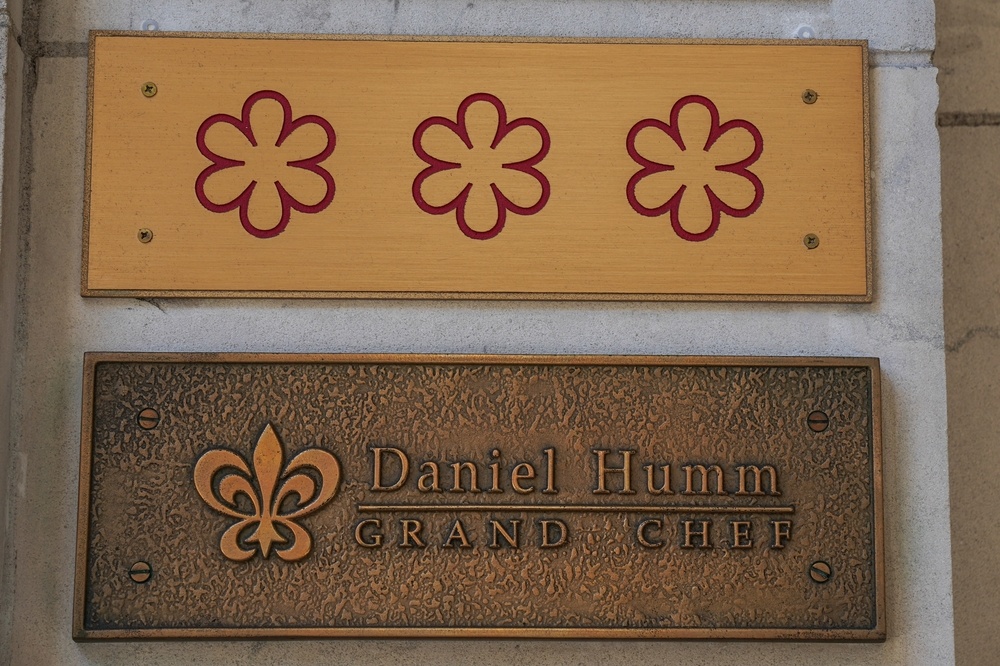 Daniel Humm
GRAND CHEF